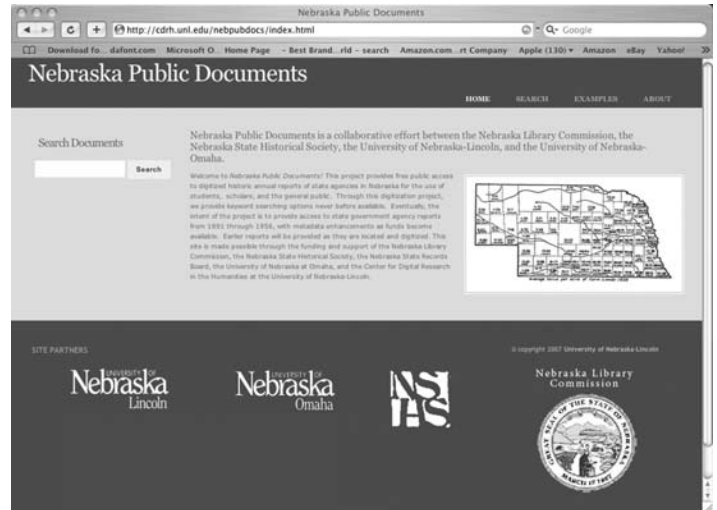 Nebraska Public Documents
http://cdrh.unl.edu/nebpubdocs/index.html
Google
Download fo... dafont.com Microsoft O... Home Page - Best Brand...rld - search Amazon.com...rt Company Apple (130) Amazon eBay Yahoo!
Nebraska Public Documents
HOME SEARCH EXAMPLES ABOUT
Search Documents
Search
Nebraska Public Documents is a collaborative effort between the Nebraska Library Commission, the
Nebraska State Historical Society, the University of Nebraska-Lincoln, and the University of Nebraska-
Omaha.
Welcome to Nebraska Public Documents! This project provides free public access
to digitized historic annual reports of state agencies in Nebraska for the use of
students, scholars, and the general public. Through this digitization project,
we provide keyword searching options never before available. Eventually, the
intent of the project is to provide access to state government agency reports
from 1891 through 1956, with metadata enhancements as funds become
available. Earlier reports will be provided as they are located and digitized. This
site is made possible through the funding and support of the Nebraska Library
Commission, the Nebraska State Historical Society, the Nebraska State Records
Board, the University of Nebraska at Omaha, and the Center for Digital Research
in the Humanities at the University of Nebraska-Lincoln.
SITE PARTNERS
© copyright 2007 University of Nebraska-Lincoln
UNIVERSITY OF
Nebraska
Lincoln
UNIVERSITY OF
Nebraska
Omaha
NS
HS.
Nebraska Library
Commission
GREAT SEAL OF THE STATE OF NEBRASKA
MARCH 1ST 1867